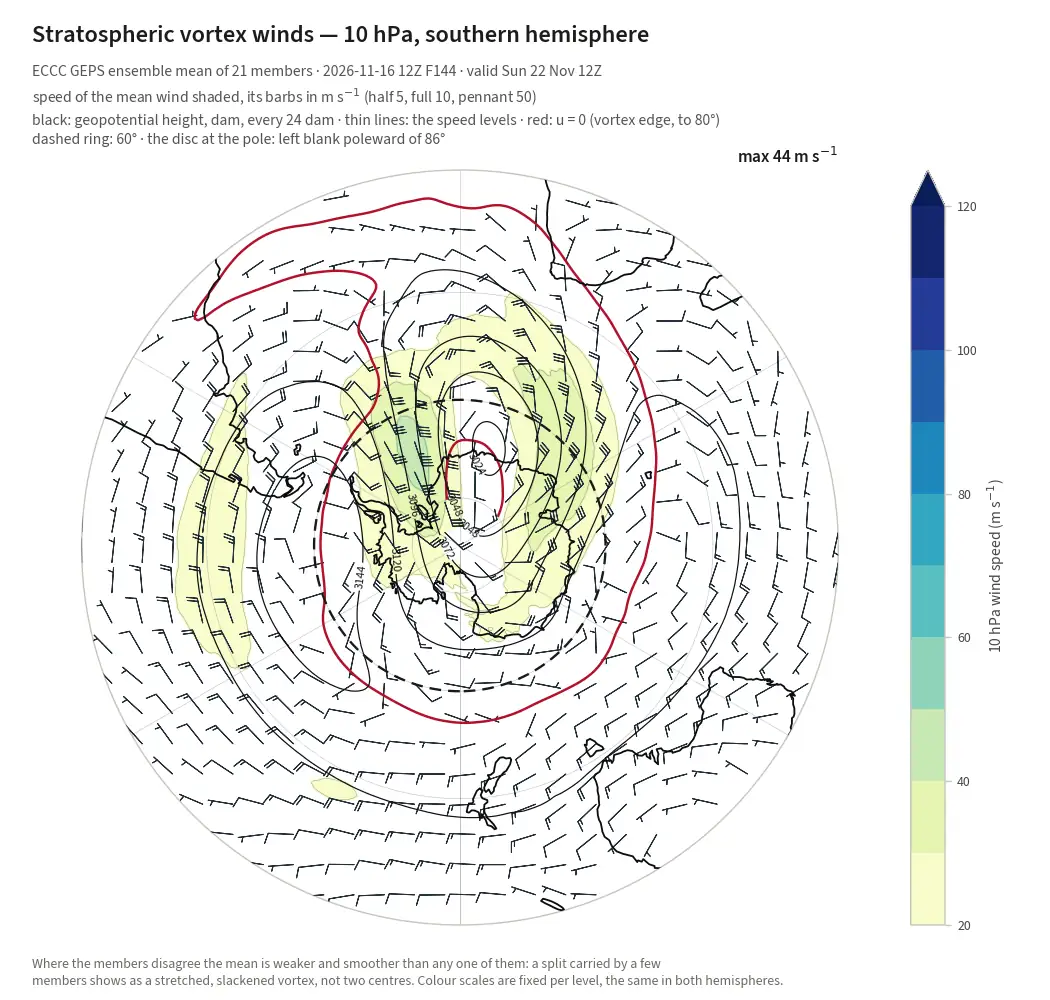 Stratospheric vortex winds — 10 hPa, southern hemisphere
ECCC GEPS ensemble mean of 21 members · 2026-11-16 12Z F144 · valid Sun 22 Nov 12Z
speed of the mean wind shaded, its barbs in m s⁻¹ (half 5, full 10, pennant 50)
black: geopotential height, dam, every 24 dam · thin lines: the speed levels · red: u = 0 (vortex edge, to 80°)
dashed ring: 60° · the disc at the pole: left blank poleward of 86°
max 44 m s⁻¹
120
100
80
60
40
20
10 hPa wind speed (m s⁻¹)
3048
3072
3144
Where the members disagree the mean is weaker and smoother than any one of them: a split carried by a few
members shows as a stretched, slackened vortex, not two centres. Colour scales are fixed per level, the same in both hemispheres.